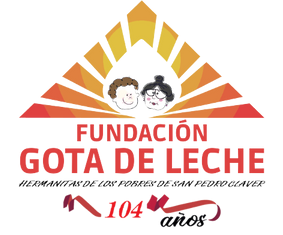 FUNDACIÓN
GOTA DE LECHE
HERMANITAS DE LOS POBRES DE SAN PEDRO CLAVER
104 años